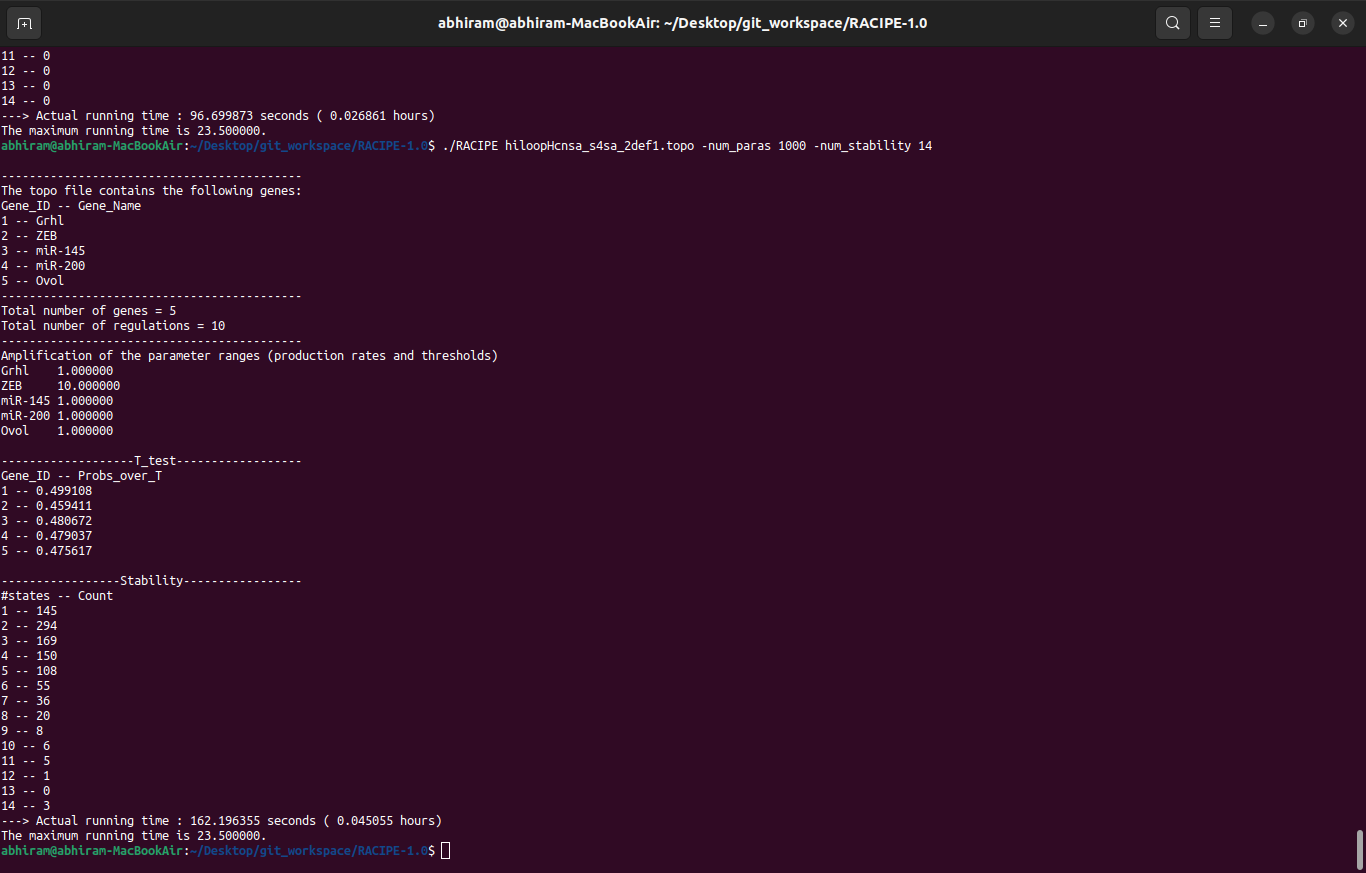 abhiram@abhiram-MacBookAir: ~/Desktop/git_workspace/RACIPE-1.0
11 -- 0
12 -- 0
13 -- 0
14 -- 0
---> Actual running time : 96.699873 seconds ( 0.026861 hours)
The maximum running time is 23.500000.
abhiram@abhiram-MacBookAir:~/Desktop/git_workspace/RACIPE-1.0$ ./RACIPE hiloopHcnsa_s4sa_2def1.topo -num_paras 1000 -num_stability 14
-------------------------------------------
The topo file contains the following genes:
Gene_ID -- Gene_Name
1 -- Grhl
2 -- ZEB
3 -- miR-145
4 -- miR-200
5 -- Ovol
-------------------------------------------
Total number of genes = 5
Total number of regulations = 10
-------------------------------------------
Amplification of the parameter ranges (production rates and thresholds)
Grhl    1.000000
ZEB     10.000000
miR-145 1.000000
miR-200 1.000000
Ovol    1.000000
-------------------T_test------------------
Gene_ID -- Probs_over_T
1 -- 0.499108
2 -- 0.459411
3 -- 0.480672
4 -- 0.479037
5 -- 0.475617
-----------------Stability-----------------
#states -- Count
1 -- 145
2 -- 294
3 -- 169
4 -- 150
5 -- 108
6 -- 55
7 -- 36
8 -- 20
9 -- 8
10 -- 6
11 -- 5
12 -- 1
13 -- 0
14 -- 3
---> Actual running time : 162.196355 seconds ( 0.045055 hours)
The maximum running time is 23.500000.
abhiram@abhiram-MacBookAir:~/Desktop/git_workspace/RACIPE-1.0$